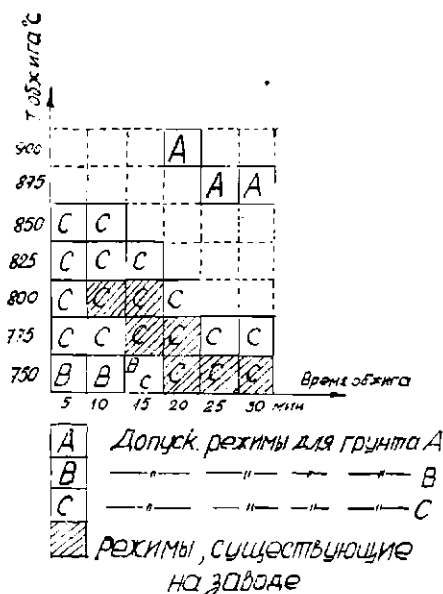 Т обжига °С
900 А
875 А А
850 С С
825 С С С
800 С С С С
775 С С С С С С
750 В В В С С С С
Время обжига
5 10 15 20 25 30 мин
А Допуск. режимы для грунта А
В —"— —"— —"— —"— В
С —"— —"— —"— —"— С
режимы, существующие
на заводе